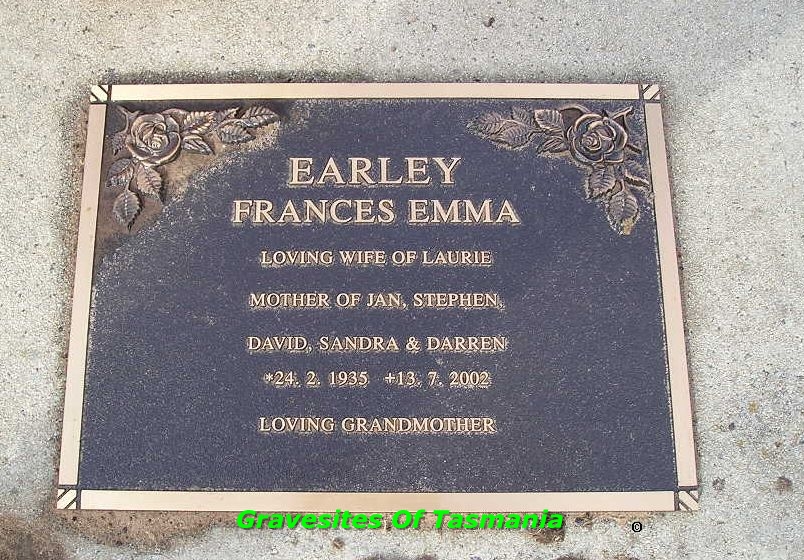 EARLEY
FRANCES EMMA
LOVING WIFE OF LAURIE
MOTHER OF JAN, STEPHEN,
DAVID, SANDRA & DARREN
*24. 2. 1935 +13. 7. 2002
LOVING GRANDMOTHER
Gravesites Of Tasmania